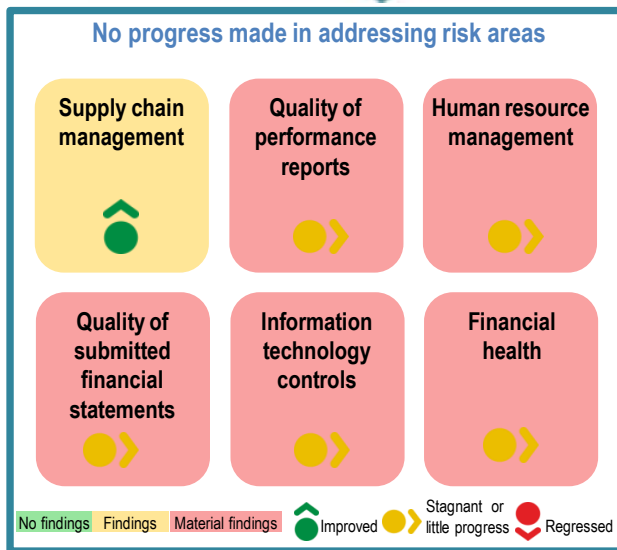 No progress made in addressing risk areas
Supply chain
management
Quality of
performance
reports
Human resource
management
Quality of
submitted
financial
statements
Information
technology
controls
Financial
health
No findings
Findings
Material findings
Improved
Stagnant or
little progress
Regressed